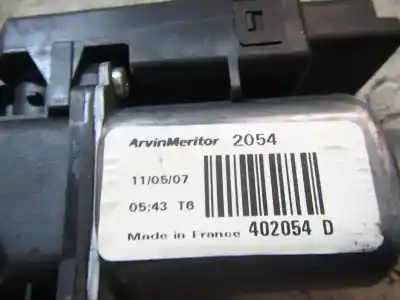 ArvinMeritor 2054
11/05/07
05:43 T6
Made in France 402054 D